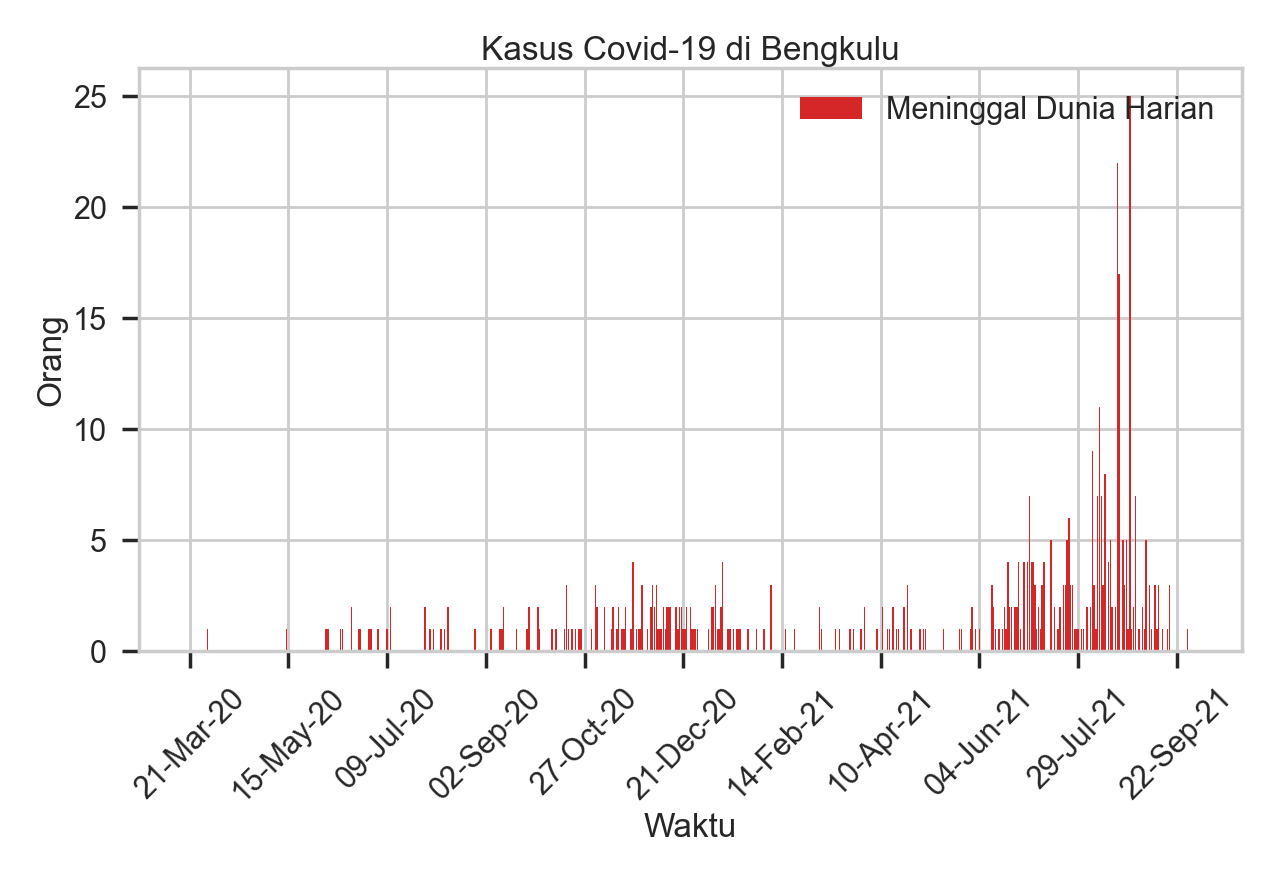 Kasus Covid-19 di Bengkulu
Meninggal Dunia Harian
Orang
25
20
15
10
5
0
21-Mar-20
15-May-20
09-Jul-20
02-Sep-20
27-Oct-20
21-Dec-20
14-Feb-21
10-Apr-21
04-Jun-21
29-Jul-21
22-Sep-21
Waktu